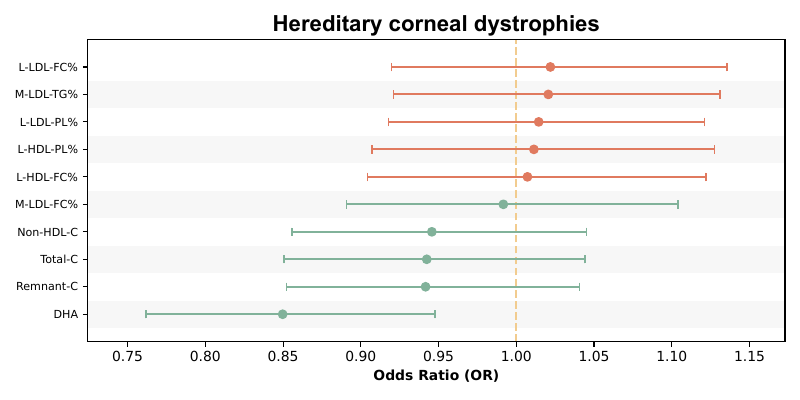 Hereditary corneal dystrophies
L-LDL-FC%
M-LDL-TG%
L-LDL-PL%
L-HDL-PL%
L-HDL-FC%
M-LDL-FC%
Non-HDL-C
Total-C
Remnant-C
DHA
0.75 0.80 0.85 0.90 0.95 1.00 1.05 1.10 1.15
Odds Ratio (OR)